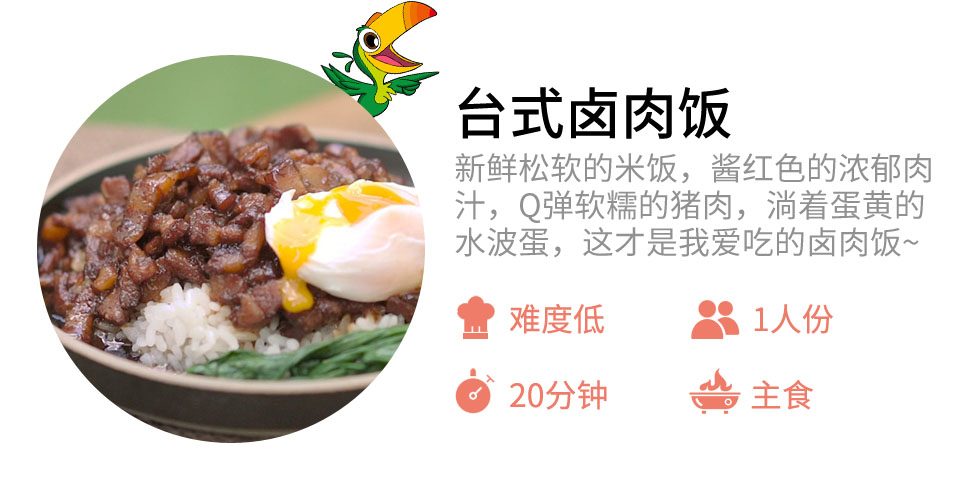 台式卤肉饭
新鲜松软的米饭，酱红色的浓郁肉
汁，Q弹软糯的猪肉，淌着蛋黄的
水波蛋，这才是我爱吃的卤肉饭~
难度低
1人份
20分钟
主食